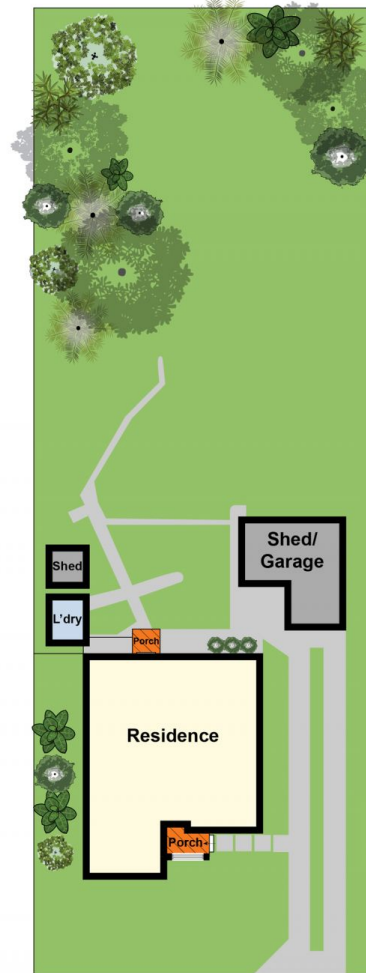 Shed/
Garage
Shed
L'dry
Porch
Residence
Porch